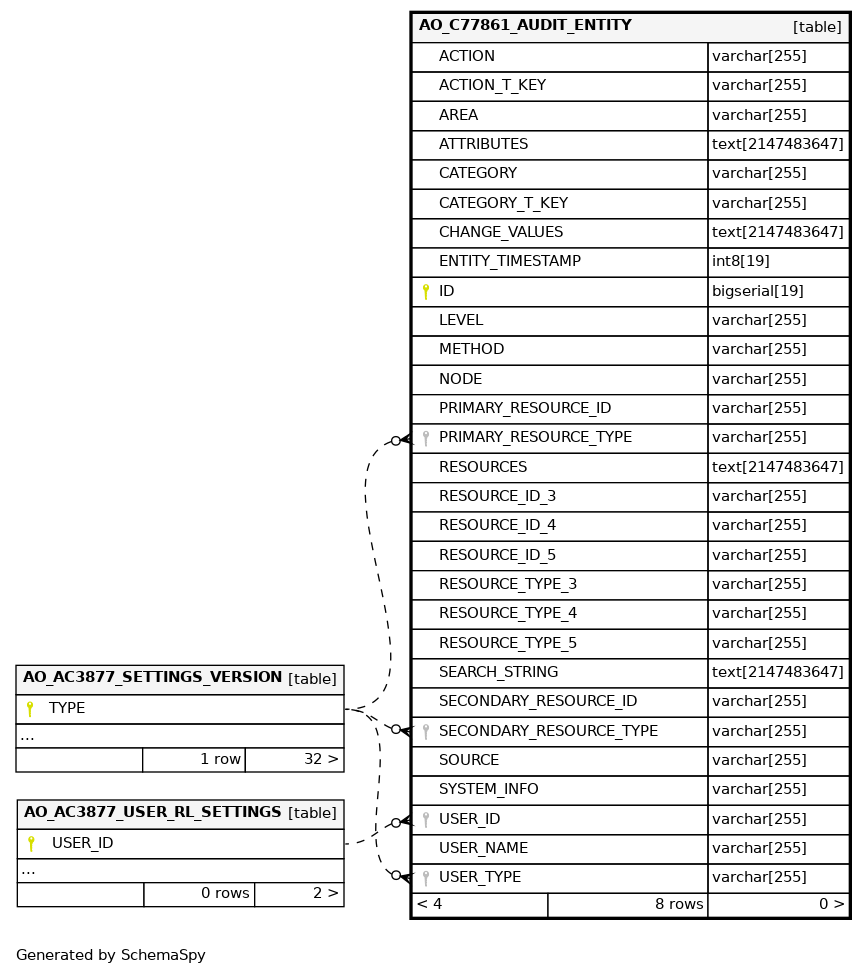 AO_C77861_AUDIT_ENTITY [table]
ACTION varchar[255]
ACTION_T_KEY varchar[255]
AREA varchar[255]
ATTRIBUTES text[2147483647]
CATEGORY varchar[255]
CATEGORY_T_KEY varchar[255]
CHANGE_VALUES text[2147483647]
ENTITY_TIMESTAMP int8[19]
ID bigserial[19]
LEVEL varchar[255]
METHOD varchar[255]
NODE varchar[255]
PRIMARY_RESOURCE_ID varchar[255]
PRIMARY_RESOURCE_TYPE varchar[255]
RESOURCES text[2147483647]
RESOURCE_ID_3 varchar[255]
RESOURCE_ID_4 varchar[255]
RESOURCE_ID_5 varchar[255]
RESOURCE_TYPE_3 varchar[255]
RESOURCE_TYPE_4 varchar[255]
RESOURCE_TYPE_5 varchar[255]
SEARCH_STRING text[2147483647]
SECONDARY_RESOURCE_ID varchar[255]
SECONDARY_RESOURCE_TYPE varchar[255]
SOURCE varchar[255]
SYSTEM_INFO varchar[255]
USER_ID varchar[255]
USER_NAME varchar[255]
USER_TYPE varchar[255]
< 4 8 rows 0 >
AO_AC3877_SETTINGS_VERSION [table]
TYPE
...
1 row 32 >
AO_AC3877_USER_RL_SETTINGS [table]
USER_ID
...
0 rows 2 >
Generated by SchemaSpy